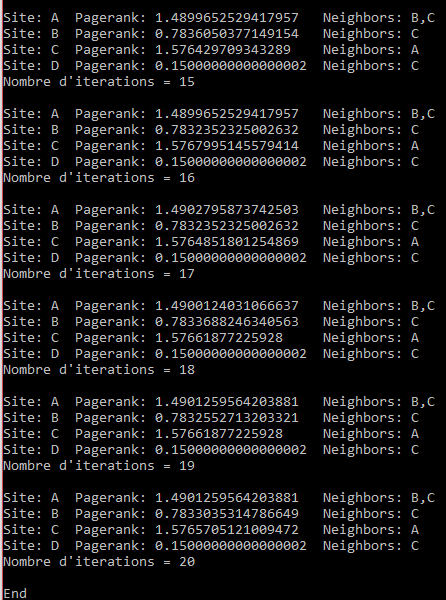 Site: A  Pagerank: 1.4899652529417957   Neighbors: B,C
Site: B  Pagerank: 0.7836050377149154   Neighbors: C
Site: C  Pagerank: 1.576429709343289    Neighbors: A
Site: D  Pagerank: 0.15000000000000002  Neighbors: C
Nombre d'iterations = 15
Site: A  Pagerank: 1.4899652529417957   Neighbors: B,C
Site: B  Pagerank: 0.7832352325002632   Neighbors: C
Site: C  Pagerank: 1.5767995145579414   Neighbors: A
Site: D  Pagerank: 0.15000000000000002  Neighbors: C
Nombre d'iterations = 16
Site: A  Pagerank: 1.4902795873742503   Neighbors: B,C
Site: B  Pagerank: 0.7832352325002632   Neighbors: C
Site: C  Pagerank: 1.5764851801254869   Neighbors: A
Site: D  Pagerank: 0.15000000000000002  Neighbors: C
Nombre d'iterations = 17
Site: A  Pagerank: 1.4900124031066637   Neighbors: B,C
Site: B  Pagerank: 0.7833688246340563   Neighbors: C
Site: C  Pagerank: 1.57661877225928     Neighbors: A
Site: D  Pagerank: 0.15000000000000002  Neighbors: C
Nombre d'iterations = 18
Site: A  Pagerank: 1.4901259564203881   Neighbors: B,C
Site: B  Pagerank: 0.7832552713203321   Neighbors: C
Site: C  Pagerank: 1.57661877225928     Neighbors: A
Site: D  Pagerank: 0.15000000000000002  Neighbors: C
Nombre d'iterations = 19
Site: A  Pagerank: 1.4901259564203881   Neighbors: B,C
Site: B  Pagerank: 0.7833035314786649   Neighbors: C
Site: C  Pagerank: 1.5765705121009472   Neighbors: A
Site: D  Pagerank: 0.15000000000000002  Neighbors: C
Nombre d'iterations = 20
End